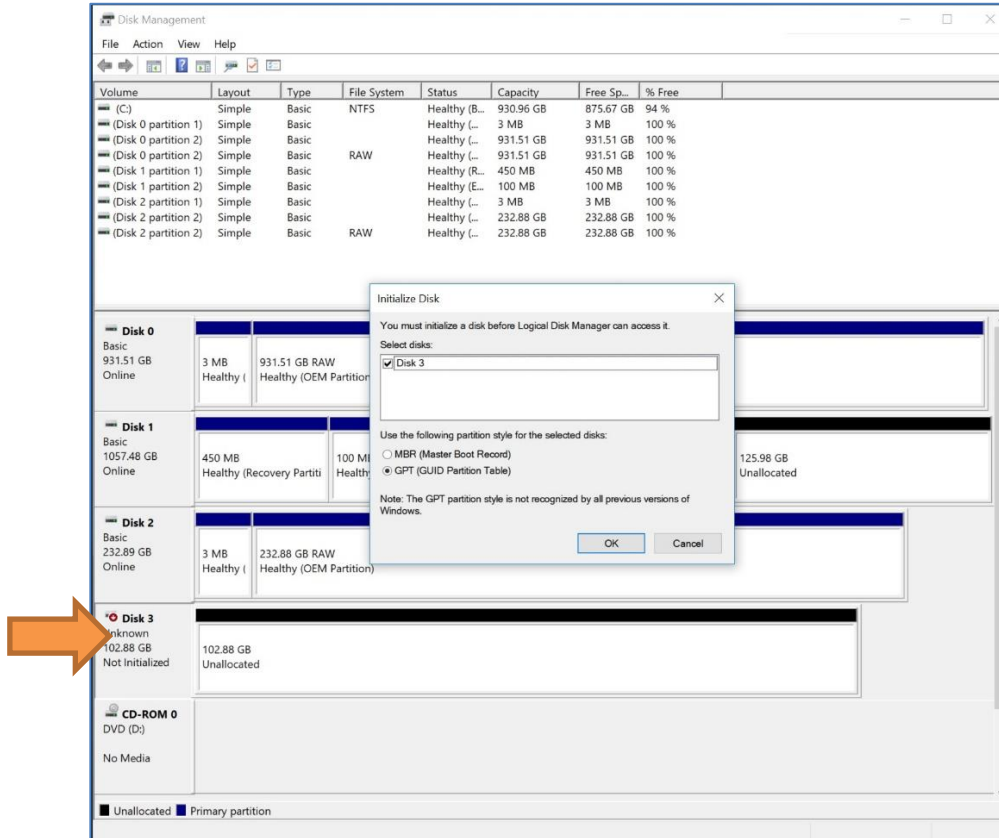 Disk Management
File Action View Help
Volume Layout Type File System Status Capacity Free Sp... % Free
(C:) Simple Basic NTFS Healthy (B... 930.96 GB 875.67 GB 94 %
(Disk 0 partition 1) Simple Basic Healthy (... 3 MB 3 MB 100 %
(Disk 0 partition 2) Simple Basic Healthy (... 931.51 GB 931.51 GB 100 %
(Disk 0 partition 2) Simple Basic RAW Healthy (... 931.51 GB 931.51 GB 100 %
(Disk 1 partition 1) Simple Basic Healthy (R... 450 MB 450 MB 100 %
(Disk 1 partition 2) Simple Basic Healthy (E... 100 MB 100 MB 100 %
(Disk 2 partition 1) Simple Basic Healthy (... 3 MB 3 MB 100 %
(Disk 2 partition 2) Simple Basic Healthy (... 232.88 GB 232.88 GB 100 %
(Disk 2 partition 2) Simple Basic RAW Healthy (... 232.88 GB 232.88 GB 100 %
Initialize Disk
You must initialize a disk before Logical Disk Manager can access it.
Select disks:
Disk 3
Use the following partition style for the selected disks:
MBR (Master Boot Record)
GPT (GUID Partition Table)
Note: The GPT partition style is not recognized by all previous versions of
Windows.
OK Cancel
Disk 0
Basic
931.51 GB
Online
3 MB
Healthy (
931.51 GB RAW
Healthy (OEM Partition
Disk 1
Basic
1057.48 GB
Online
450 MB
Healthy (Recovery Partiti
100 M
Health
125.98 GB
Unallocated
Disk 2
Basic
232.89 GB
Online
3 MB
Healthy (
232.88 GB RAW
Healthy (OEM Partition)
Disk 3
nknown
102.88 GB
Not Initialized
102.88 GB
Unallocated
CD-ROM 0
DVD (D:)
No Media
Unallocated Primary partition